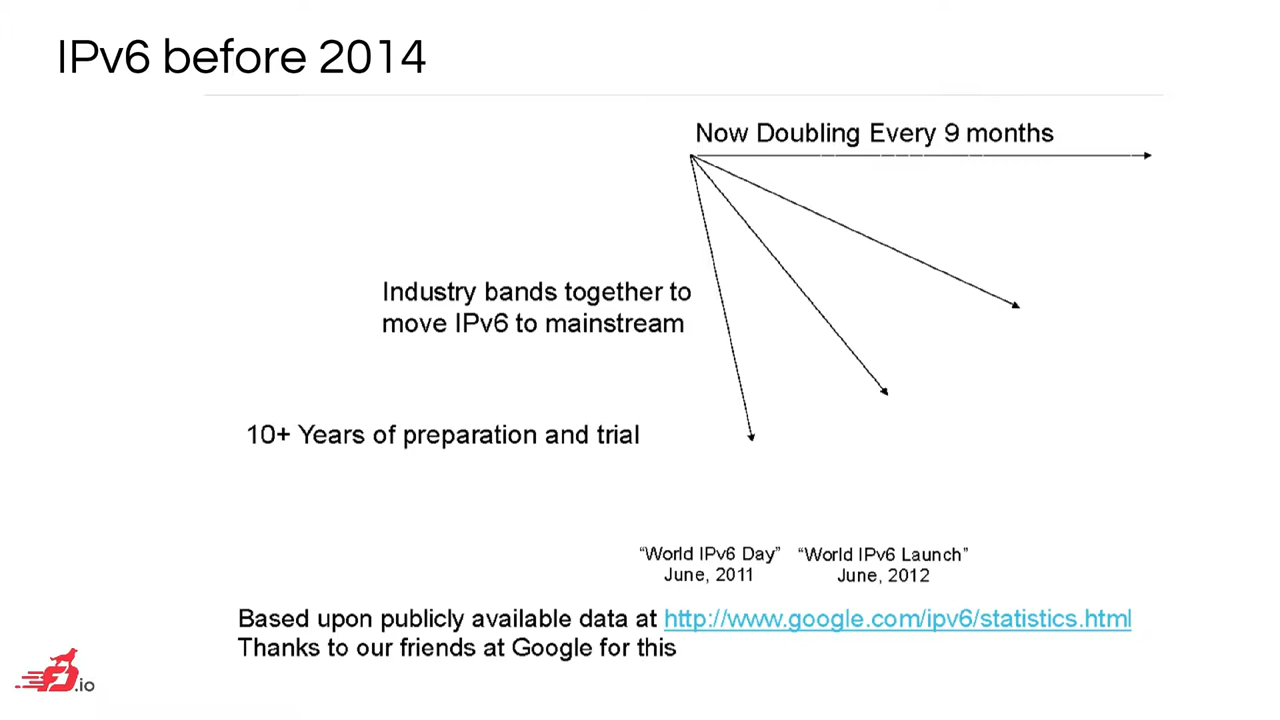 IPv6 before 2014
Now Doubling Every 9 months
Industry bands together to
move IPv6 to mainstream
10+ Years of preparation and trial
“World IPv6 Day”
June, 2011
“World IPv6 Launch”
June, 2012
Based upon publicly available data at http://www.google.com/ipv6/statistics.html
Thanks to our friends at Google for this
FD.io